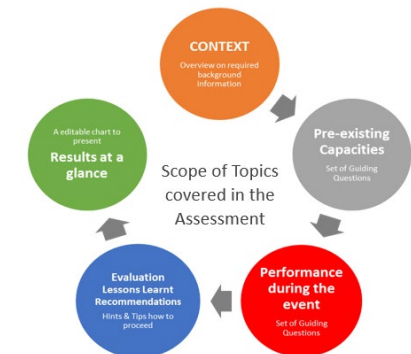 CONTEXT
Overview on required
background
Information
Pre-existing
Capacities
Set of Guiding
Questions
Performance
during the
event
Set of Guiding
Questions
Evaluation
Lessons Learnt
Recommendations
Hints & Tips how to
proceed
A editable chart to
present
Results at a
glance
Scope of Topics
covered in the
Assessment